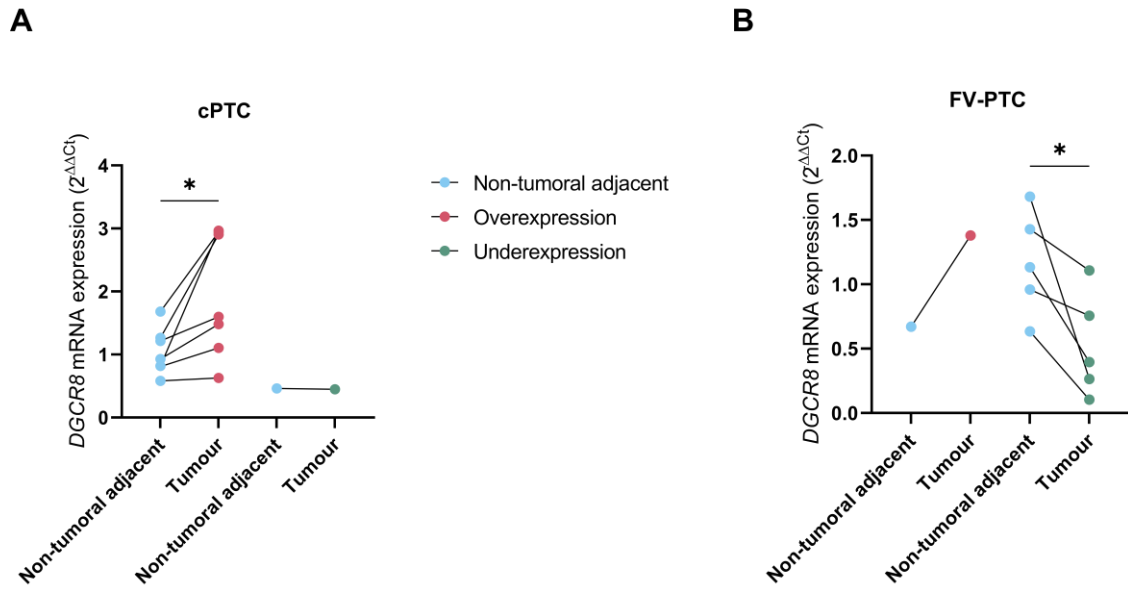 A
B
cPTC
DGCR8 mRNA expression (2^-ΔΔCt)
4
3
2
1
0
*
Non-tumoral adjacent
Tumour
Non-tumoral adjacent
Tumour
Non-tumoral adjacent
Overexpression
Underexpression
FV-PTC
DGCR8 mRNA expression (2^-ΔΔCt)
2.0
1.5
1.0
0.5
0.0
*
Non-tumoral adjacent
Tumour
Non-tumoral adjacent
Tumour